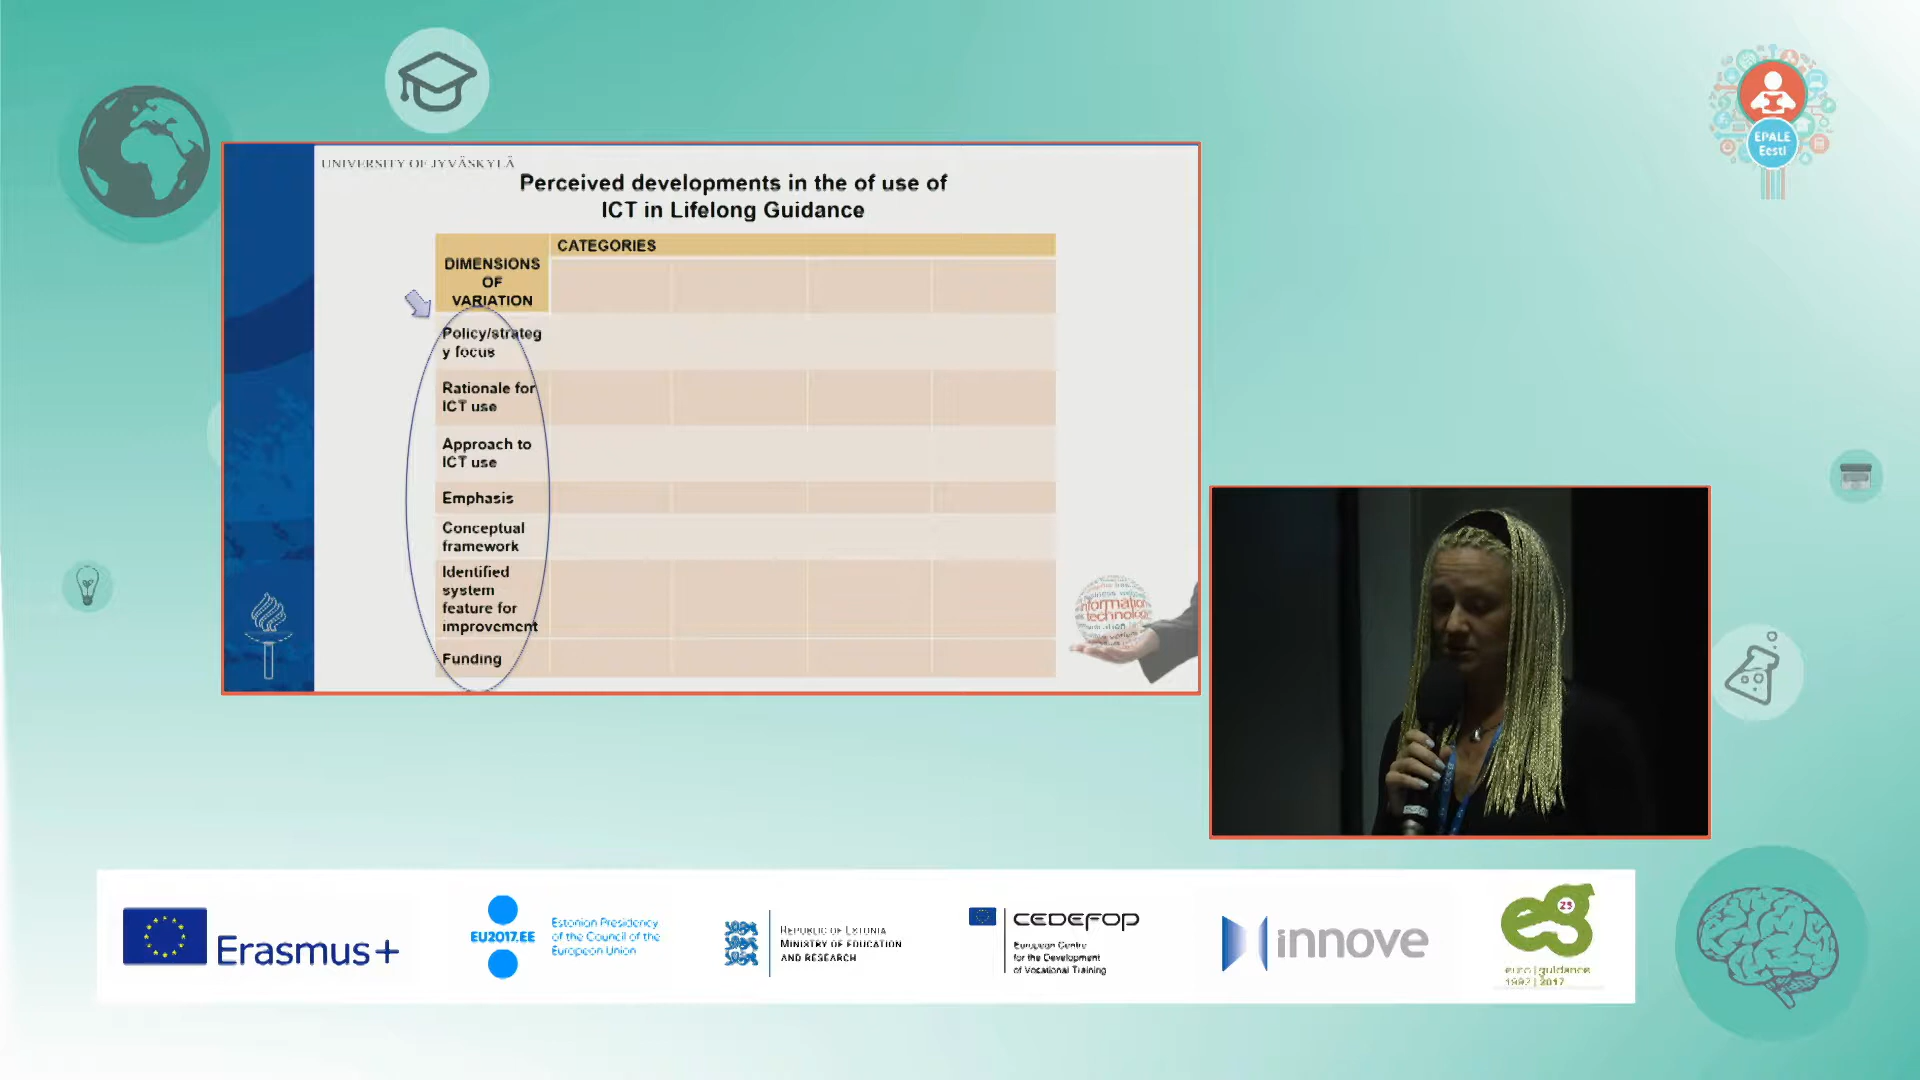 EPALE
Eesti
UNIVERSITY OF JYVÄSKYLÄ
Perceived developments in the of use of
ICT in Lifelong Guidance
CATEGORIES
DIMENSIONS
OF
VARIATION
Policy/strateg
y focus
Rationale for
ICT use
Approach to
ICT use
Emphasis
Conceptual
framework
Identified
system
feature for
improvement
Funding
information
technology
Erasmus+
EU2017.EE
Estonian Presidency
of the Council of the
European Union
REPUBLIC OF ESTONIA
MINISTRY OF EDUCATION
AND RESEARCH
CEDEFOP
European Centre
for the Development
of Vocational Training
innove
eg
25
euro|guidance
1992|2017